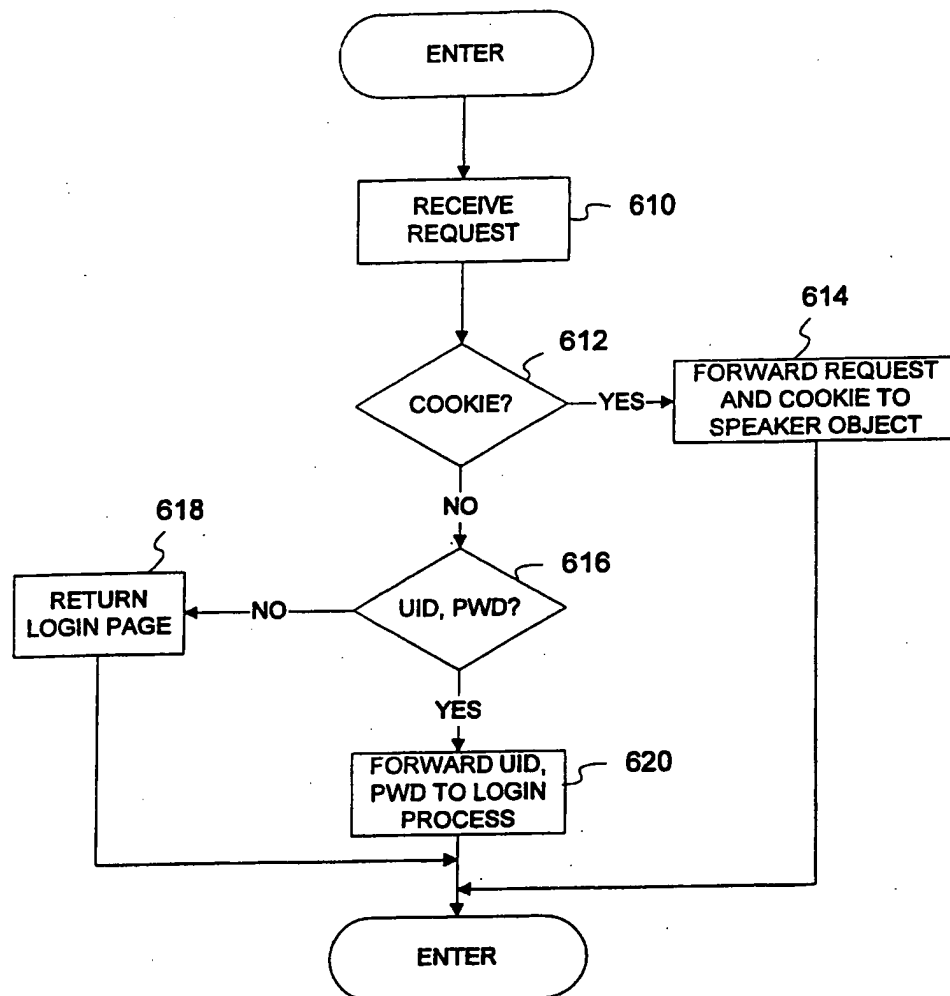 ENTER
RECEIVE
REQUEST
610
612
COOKIE?
YES
614
FORWARD REQUEST
AND COOKIE TO
SPEAKER OBJECT
NO
616
UID, PWD?
NO
618
RETURN
LOGIN PAGE
YES
FORWARD UID,
PWD TO LOGIN
PROCESS
620
ENTER